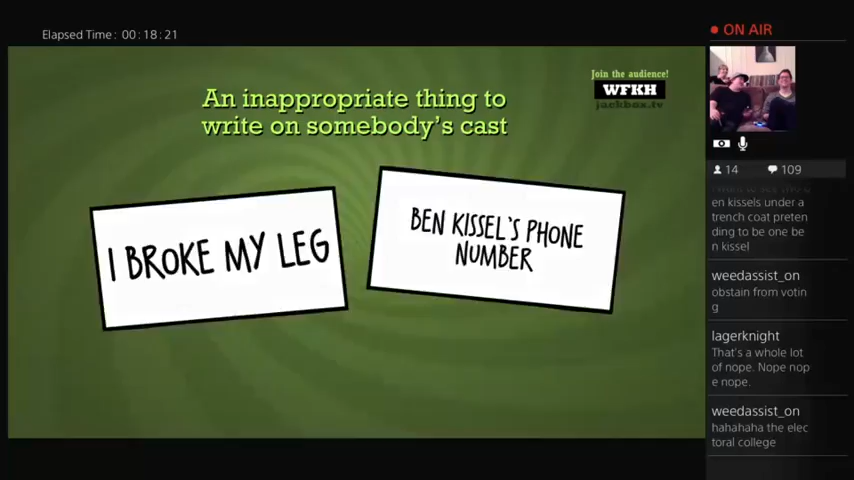 Elapsed Time: 00:18:21
ON AIR
Join the audience!
WFKH
jackbox.tv
An inappropriate thing to
write on somebody's cast
I BROKE MY LEG
BEN KISSEL'S PHONE
NUMBER
14
109
en kissels under a
trench coat preten
ding to be one be
n kissel
weedassist_on
obstain from votin
g
lagerknight
That's a whole lot
of nope. Nope nop
e nope.
weedassist_on
hahahaha the elec
toral college